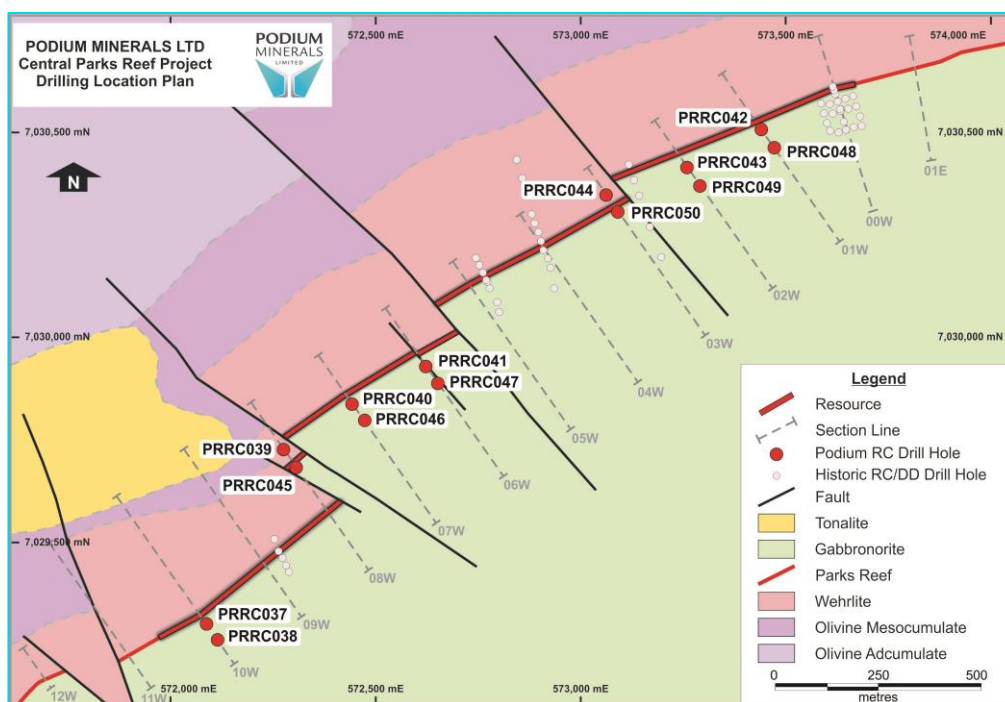 PODIUM MINERALS LTD
Central Parks Reef Project
Drilling Location Plan
PODIUM
MINERALS
LIMITED
572,500 mE
573,000 mE
573,500 mE
574,000 mE
7,030,500 mN
7,030,500 mN
N
PRRC042
PRRC048
PRRC043
PRRC049
PRRC044
PRRC050
01E
00W
01W
02W
03W
7,030,000 mN
7,030,000 mN
PRRC041
PRRC047
PRRC040
PRRC046
04W
05W
PRRC039
PRRC045
06W
07W
7,029,500 mN
08W
09W
PRRC037
PRRC038
10W
11W
12W
572,000 mE
572,500 mE
573,000 mE
Legend
Resource
Section Line
Podium RC Drill Hole
Historic RC/DD Drill Hole
Fault
Tonalite
Gabbronorite
Parks Reef
Wehrlite
Olivine Mesocumulate
Olivine Adcumulate
0 250 500
metres